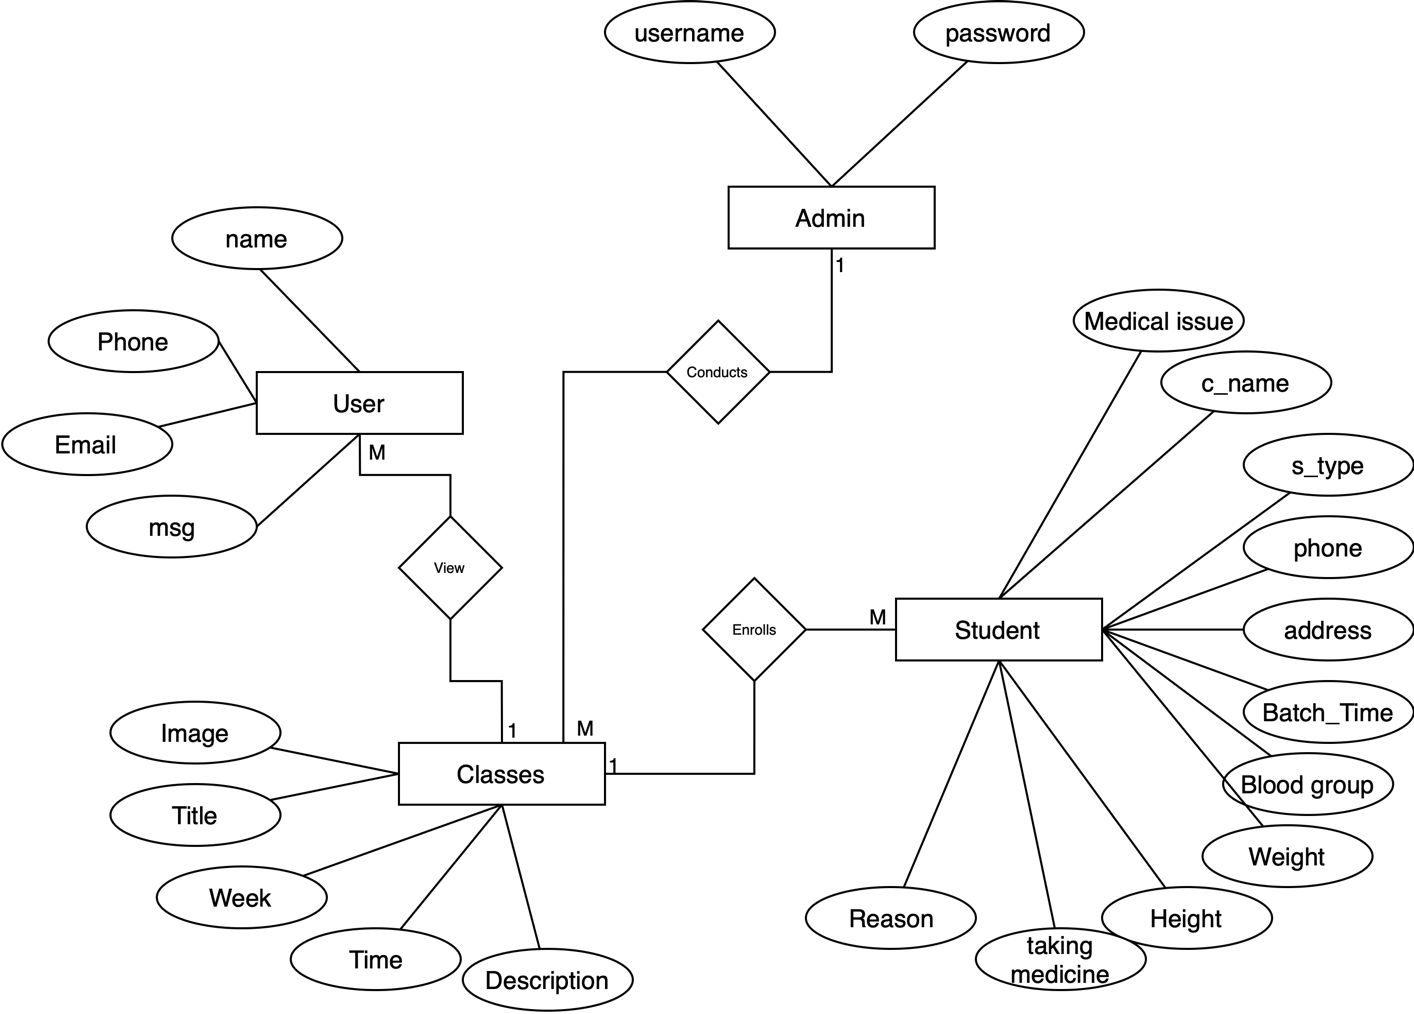 username
password
Admin
1
name
Phone
User
Email
M
msg
Conducts
View
Medical issue
c_name
s_type
phone
Enrolls
M
Student
address
Batch_Time
Blood group
Weight
Image
1
M
Classes
1
Title
Week
Time
Description
Reason
taking
medicine
Height